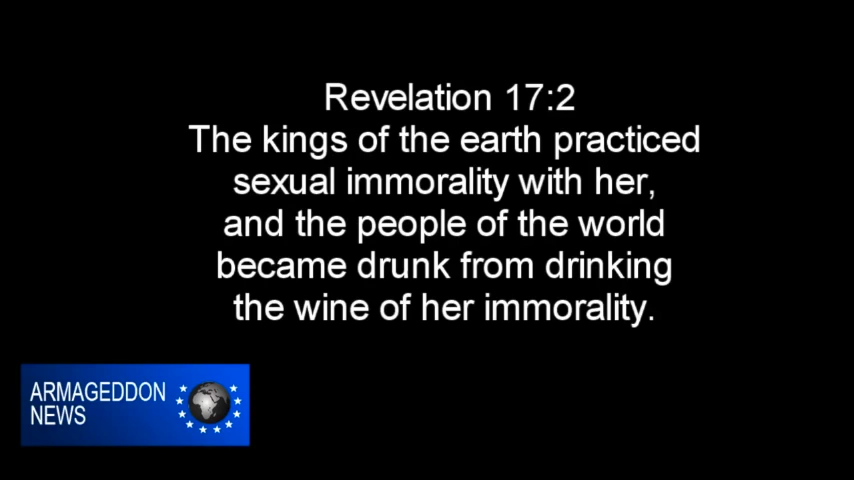 Revelation 17:2
The kings of the earth practiced
sexual immorality with her,
and the people of the world
became drunk from drinking
the wine of her immorality.
ARMAGEDDON
NEWS